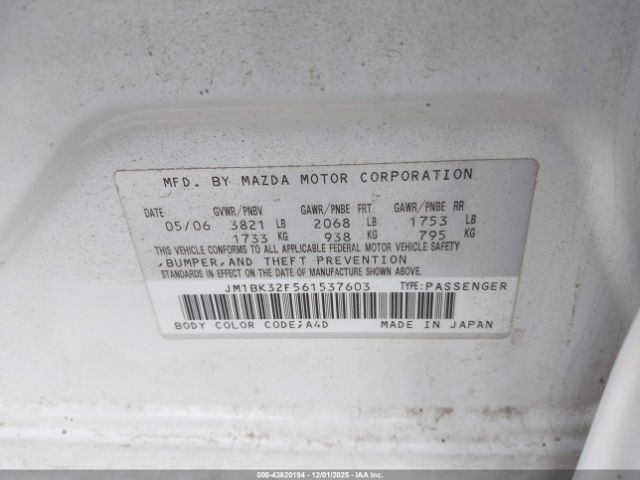 MFD. BY MAZDA MOTOR CORPORATION
DATE GVWR/PNBV GAWR/PNBE FRT GAWR/PNBE RR
05/06 3821 LB 2068 LB 1753 LB
1733 KG 938 KG 795 KG
THIS VEHICLE CONFORMS TO ALL APPLICABLE FEDERAL MOTOR VEHICLE SAFETY
,BUMPER,AND THEFT PREVENTION
STANDARDS IN EFFECT ON THE DATE OF MANUFACTURE SHOWN ABOVE.
JM1BK32F561537603 TYPE:PASSENGER
BODY COLOR CODE;A4D MADE IN JAPAN
000-43820194 • 12/01/2025 • IAAI.com